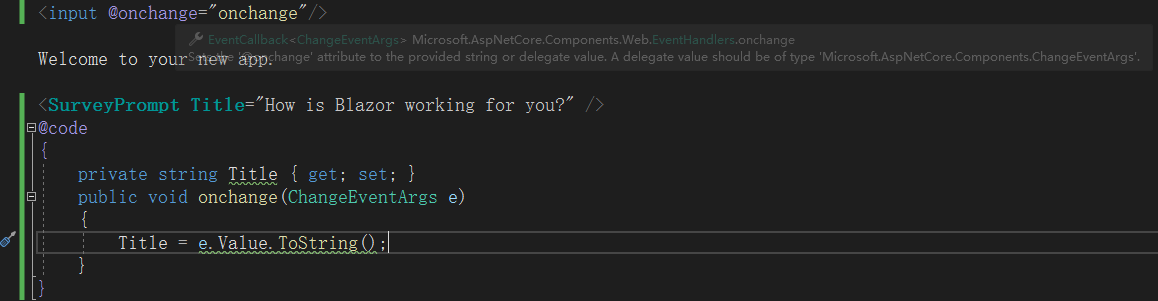 <input @onchange="onchange"/>
EventCallback<ChangeEventArgs> Microsoft.AspNetCore.Components.Web.EventHandlers.onchange
Welcome to your new app.
Sets the '@onchange' attribute to the provided string or delegate value. A delegate value should be of type 'Microsoft.AspNetCore.Components.ChangeEventArgs'.
<SurveyPrompt Title="How is Blazor working for you?" />
@code
{
private string Title { get; set; }
public void onchange(ChangeEventArgs e)
{
Title = e.Value.ToString();
}
}